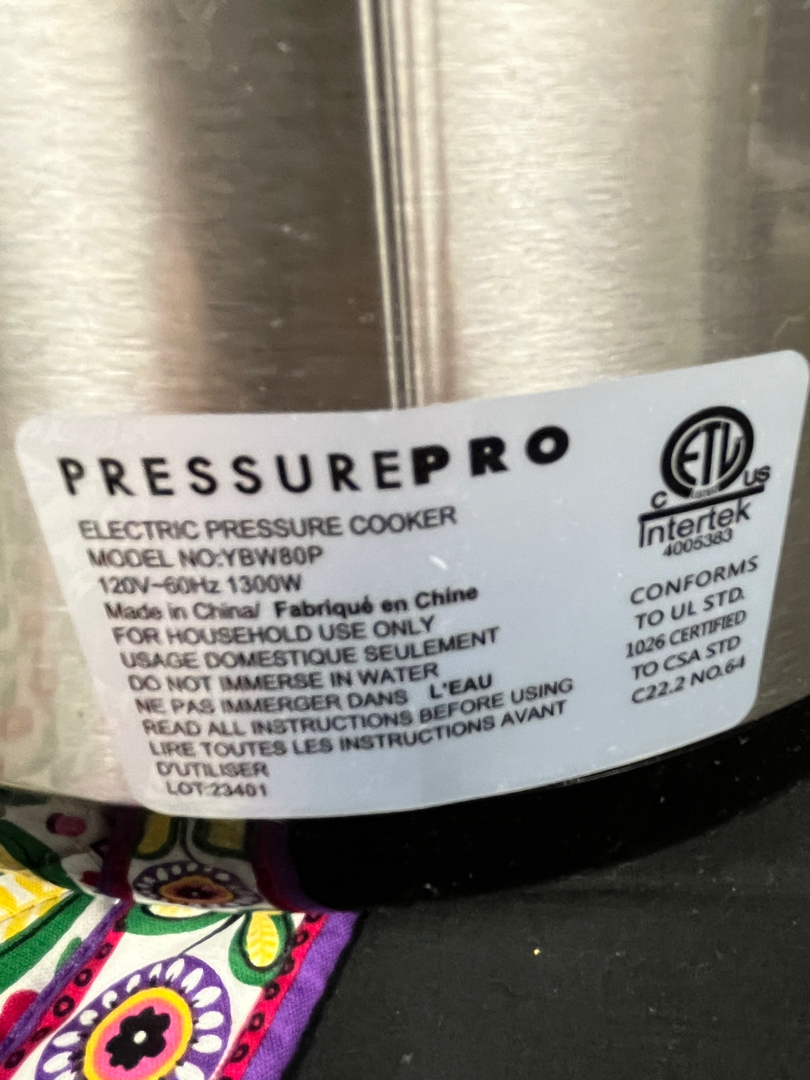 PRESSUREPRO
ELECTRIC PRESSURE COOKER
MODEL NO:YBW80P
120V~60Hz 1300W
Made in China/ Fabriqué en Chine
FOR HOUSEHOLD USE ONLY
USAGE DOMESTIQUE SEULEMENT
DO NOT IMMERSE IN WATER
NE PAS IMMERGER DANS L'EAU
READ ALL INSTRUCTIONS BEFORE USING
LIRE TOUTES LES INSTRUCTIONS AVANT
D'UTILISER
LOT:23401
ETL
C US
Intertek
4005383
CONFORMS
TO UL STD.
1026 CERTIFIED
TO CSA STD
C22.2 NO.64